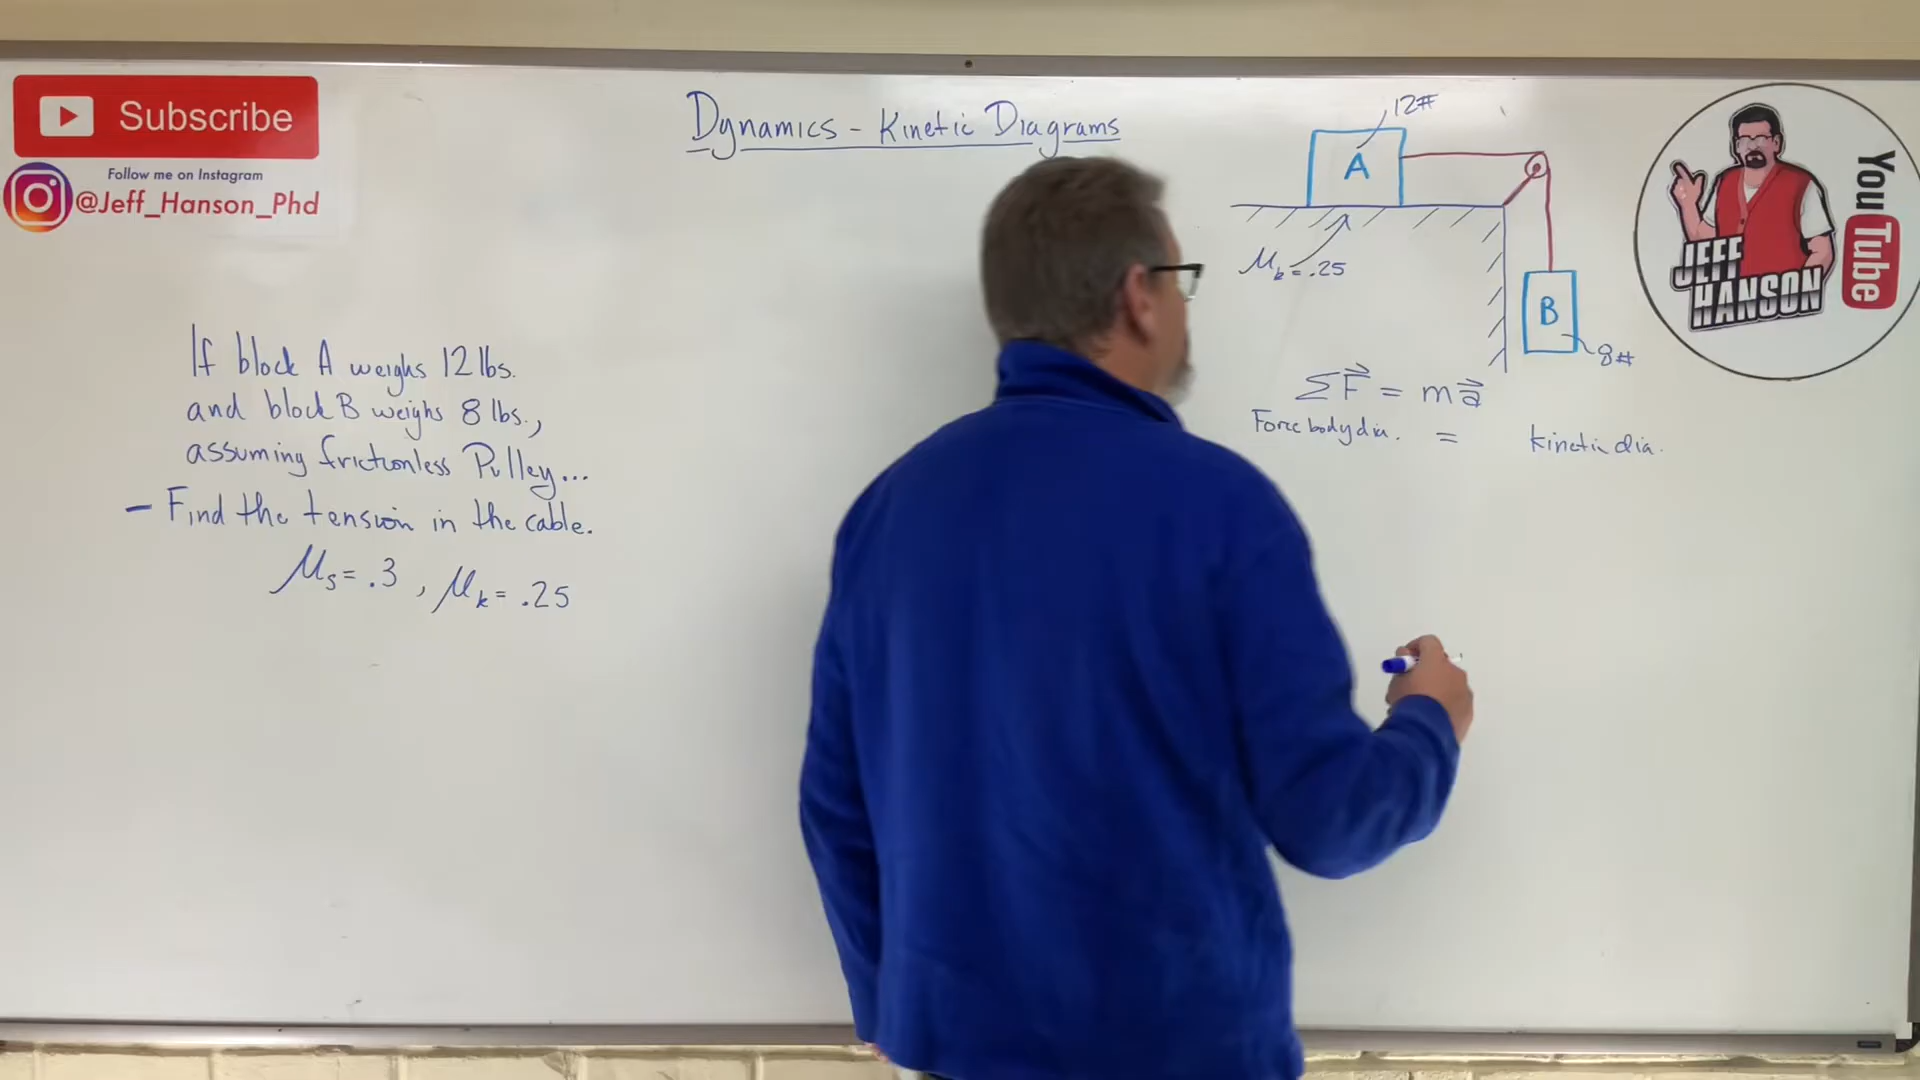 Subscribe
Follow me on Instagram
@Jeff_Hanson_Phd
Dynamics - Kinetic Diagrams
12#
A
μk = .25
B
8#
JEFF
HANSON
YouTube
If block A weighs 12 lbs.
and block B weighs 8 lbs.,
assuming frictionless Pulley...
- Find the tension in the cable.
μs = .3 , μk = .25
ΣF⃗ = ma⃗
Force body dia. = kinetic dia.